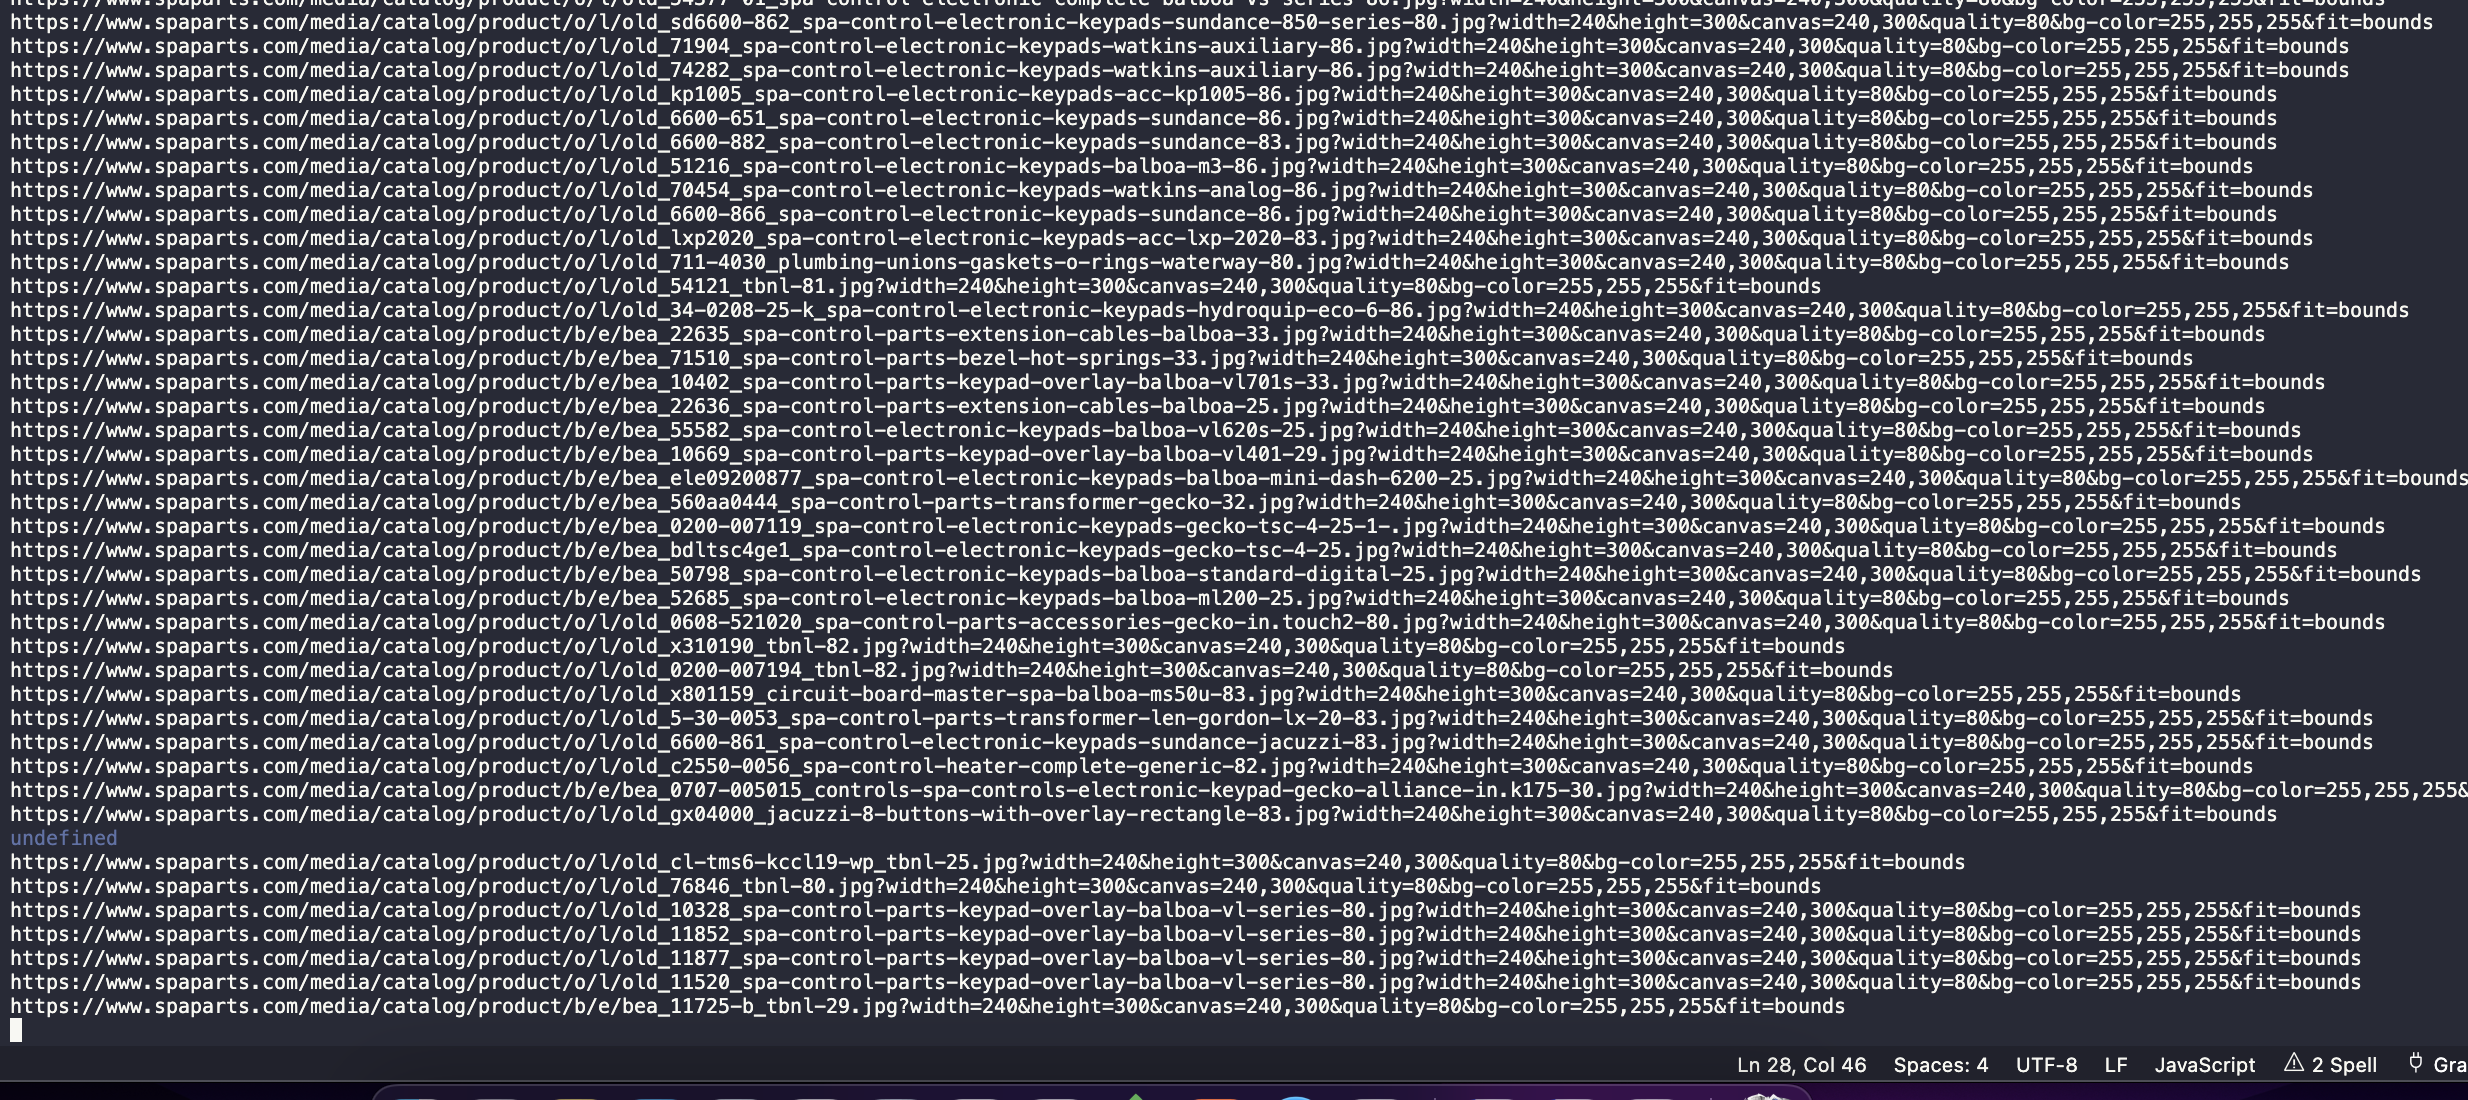 https://www.spaparts.com/media/catalog/product/o/l/old_54377-01_spa-control-electronic-complete-balboa-vs-series-86.jpg?width=240&height=300&canvas=240,300&quality=80&bg-color=255,255,255&fit=bounds
https://www.spaparts.com/media/catalog/product/o/l/old_sd6600-862_spa-control-electronic-keypads-sundance-850-series-80.jpg?width=240&height=300&canvas=240,300&quality=80&bg-color=255,255,255&fit=bounds
https://www.spaparts.com/media/catalog/product/o/l/old_71904_spa-control-electronic-keypads-watkins-auxiliary-86.jpg?width=240&height=300&canvas=240,300&quality=80&bg-color=255,255,255&fit=bounds
https://www.spaparts.com/media/catalog/product/o/l/old_74282_spa-control-electronic-keypads-watkins-auxiliary-86.jpg?width=240&height=300&canvas=240,300&quality=80&bg-color=255,255,255&fit=bounds
https://www.spaparts.com/media/catalog/product/o/l/old_kp1005_spa-control-electronic-keypads-acc-kp1005-86.jpg?width=240&height=300&canvas=240,300&quality=80&bg-color=255,255,255&fit=bounds
https://www.spaparts.com/media/catalog/product/o/l/old_6600-651_spa-control-electronic-keypads-sundance-86.jpg?width=240&height=300&canvas=240,300&quality=80&bg-color=255,255,255&fit=bounds
https://www.spaparts.com/media/catalog/product/o/l/old_6600-882_spa-control-electronic-keypads-sundance-83.jpg?width=240&height=300&canvas=240,300&quality=80&bg-color=255,255,255&fit=bounds
https://www.spaparts.com/media/catalog/product/o/l/old_51216_spa-control-electronic-keypads-balboa-m3-86.jpg?width=240&height=300&canvas=240,300&quality=80&bg-color=255,255,255&fit=bounds
https://www.spaparts.com/media/catalog/product/o/l/old_70454_spa-control-electronic-keypads-watkins-analog-86.jpg?width=240&height=300&canvas=240,300&quality=80&bg-color=255,255,255&fit=bounds
https://www.spaparts.com/media/catalog/product/o/l/old_6600-866_spa-control-electronic-keypads-sundance-86.jpg?width=240&height=300&canvas=240,300&quality=80&bg-color=255,255,255&fit=bounds
https://www.spaparts.com/media/catalog/product/o/l/old_lxp2020_spa-control-electronic-keypads-acc-lxp-2020-83.jpg?width=240&height=300&canvas=240,300&quality=80&bg-color=255,255,255&fit=bounds
https://www.spaparts.com/media/catalog/product/o/l/old_711-4030_plumbing-unions-gaskets-o-rings-waterway-80.jpg?width=240&height=300&canvas=240,300&quality=80&bg-color=255,255,255&fit=bounds
https://www.spaparts.com/media/catalog/product/o/l/old_54121_tbnl-81.jpg?width=240&height=300&canvas=240,300&quality=80&bg-color=255,255,255&fit=bounds
https://www.spaparts.com/media/catalog/product/o/l/old_34-0208-25-k_spa-control-electronic-keypads-hydroquip-eco-6-86.jpg?width=240&height=300&canvas=240,300&quality=80&bg-color=255,255,255&fit=bounds
https://www.spaparts.com/media/catalog/product/b/e/bea_22635_spa-control-parts-extension-cables-balboa-33.jpg?width=240&height=300&canvas=240,300&quality=80&bg-color=255,255,255&fit=bounds
https://www.spaparts.com/media/catalog/product/b/e/bea_71510_spa-control-parts-bezel-hot-springs-33.jpg?width=240&height=300&canvas=240,300&quality=80&bg-color=255,255,255&fit=bounds
https://www.spaparts.com/media/catalog/product/b/e/bea_10402_spa-control-parts-keypad-overlay-balboa-vl701s-33.jpg?width=240&height=300&canvas=240,300&quality=80&bg-color=255,255,255&fit=bounds
https://www.spaparts.com/media/catalog/product/b/e/bea_22636_spa-control-parts-extension-cables-balboa-25.jpg?width=240&height=300&canvas=240,300&quality=80&bg-color=255,255,255&fit=bounds
https://www.spaparts.com/media/catalog/product/b/e/bea_55582_spa-control-electronic-keypads-balboa-vl620s-25.jpg?width=240&height=300&canvas=240,300&quality=80&bg-color=255,255,255&fit=bounds
https://www.spaparts.com/media/catalog/product/b/e/bea_10669_spa-control-parts-keypad-overlay-balboa-vl401-29.jpg?width=240&height=300&canvas=240,300&quality=80&bg-color=255,255,255&fit=bounds
https://www.spaparts.com/media/catalog/product/b/e/bea_ele09200877_spa-control-electronic-keypads-balboa-mini-dash-6200-25.jpg?width=240&height=300&canvas=240,300&quality=80&bg-color=255,255,255&fit=bounds
https://www.spaparts.com/media/catalog/product/b/e/bea_560aa0444_spa-control-parts-transformer-gecko-32.jpg?width=240&height=300&canvas=240,300&quality=80&bg-color=255,255,255&fit=bounds
https://www.spaparts.com/media/catalog/product/b/e/bea_0200-007119_spa-control-electronic-keypads-gecko-tsc-4-25-1-.jpg?width=240&height=300&canvas=240,300&quality=80&bg-color=255,255,255&fit=bounds
https://www.spaparts.com/media/catalog/product/b/e/bea_bdltsc4ge1_spa-control-electronic-keypads-gecko-tsc-4-25.jpg?width=240&height=300&canvas=240,300&quality=80&bg-color=255,255,255&fit=bounds
https://www.spaparts.com/media/catalog/product/b/e/bea_50798_spa-control-electronic-keypads-balboa-standard-digital-25.jpg?width=240&height=300&canvas=240,300&quality=80&bg-color=255,255,255&fit=bounds
https://www.spaparts.com/media/catalog/product/b/e/bea_52685_spa-control-electronic-keypads-balboa-ml200-25.jpg?width=240&height=300&canvas=240,300&quality=80&bg-color=255,255,255&fit=bounds
https://www.spaparts.com/media/catalog/product/o/l/old_0608-521020_spa-control-parts-accessories-gecko-in.touch2-80.jpg?width=240&height=300&canvas=240,300&quality=80&bg-color=255,255,255&fit=bounds
https://www.spaparts.com/media/catalog/product/o/l/old_x310190_tbnl-82.jpg?width=240&height=300&canvas=240,300&quality=80&bg-color=255,255,255&fit=bounds
https://www.spaparts.com/media/catalog/product/o/l/old_0200-007194_tbnl-82.jpg?width=240&height=300&canvas=240,300&quality=80&bg-color=255,255,255&fit=bounds
https://www.spaparts.com/media/catalog/product/o/l/old_x801159_circuit-board-master-spa-balboa-ms50u-83.jpg?width=240&height=300&canvas=240,300&quality=80&bg-color=255,255,255&fit=bounds
https://www.spaparts.com/media/catalog/product/o/l/old_5-30-0053_spa-control-parts-transformer-len-gordon-lx-20-83.jpg?width=240&height=300&canvas=240,300&quality=80&bg-color=255,255,255&fit=bounds
https://www.spaparts.com/media/catalog/product/o/l/old_6600-861_spa-control-electronic-keypads-sundance-jacuzzi-83.jpg?width=240&height=300&canvas=240,300&quality=80&bg-color=255,255,255&fit=bounds
https://www.spaparts.com/media/catalog/product/o/l/old_c2550-0056_spa-control-heater-complete-generic-82.jpg?width=240&height=300&canvas=240,300&quality=80&bg-color=255,255,255&fit=bounds
https://www.spaparts.com/media/catalog/product/b/e/bea_0707-005015_controls-spa-controls-electronic-keypad-gecko-alliance-in.k175-30.jpg?width=240&height=300&canvas=240,300&quality=80&bg-color=255,255,255&
https://www.spaparts.com/media/catalog/product/o/l/old_gx04000_jacuzzi-8-buttons-with-overlay-rectangle-83.jpg?width=240&height=300&canvas=240,300&quality=80&bg-color=255,255,255&fit=bounds
undefined
https://www.spaparts.com/media/catalog/product/o/l/old_cl-tms6-kccl19-wp_tbnl-25.jpg?width=240&height=300&canvas=240,300&quality=80&bg-color=255,255,255&fit=bounds
https://www.spaparts.com/media/catalog/product/o/l/old_76846_tbnl-80.jpg?width=240&height=300&canvas=240,300&quality=80&bg-color=255,255,255&fit=bounds
https://www.spaparts.com/media/catalog/product/o/l/old_10328_spa-control-parts-keypad-overlay-balboa-vl-series-80.jpg?width=240&height=300&canvas=240,300&quality=80&bg-color=255,255,255&fit=bounds
https://www.spaparts.com/media/catalog/product/o/l/old_11852_spa-control-parts-keypad-overlay-balboa-vl-series-80.jpg?width=240&height=300&canvas=240,300&quality=80&bg-color=255,255,255&fit=bounds
https://www.spaparts.com/media/catalog/product/o/l/old_11877_spa-control-parts-keypad-overlay-balboa-vl-series-80.jpg?width=240&height=300&canvas=240,300&quality=80&bg-color=255,255,255&fit=bounds
https://www.spaparts.com/media/catalog/product/o/l/old_11520_spa-control-parts-keypad-overlay-balboa-vl-series-80.jpg?width=240&height=300&canvas=240,300&quality=80&bg-color=255,255,255&fit=bounds
https://www.spaparts.com/media/catalog/product/b/e/bea_11725-b_tbnl-29.jpg?width=240&height=300&canvas=240,300&quality=80&bg-color=255,255,255&fit=bounds
Ln 28, Col 46 Spaces: 4 UTF-8 LF JavaScript 2 Spell Gra